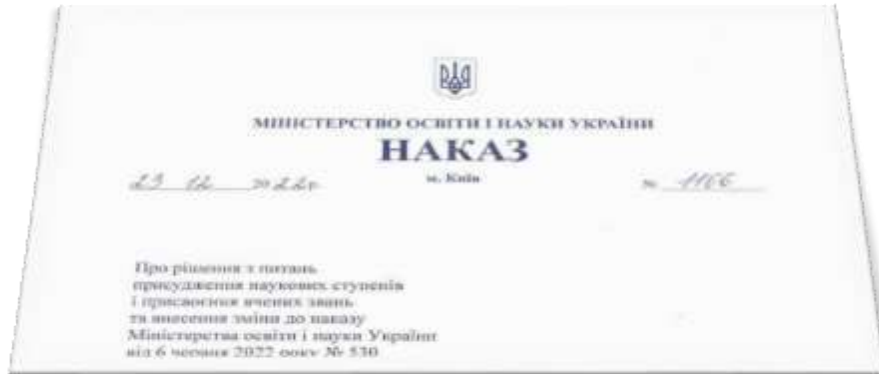 МІНІСТЕРСТВО ОСВІТИ І НАУКИ УКРАЇНИ
НАКАЗ
23 12 2022р. м. Київ № 1166
Про рішення з питань
присудження наукових ступенів
і присвоєння вчених звань
та внесення зміни до наказу
Міністерства освіти і науки України
від 6 червня 2022 року № 530